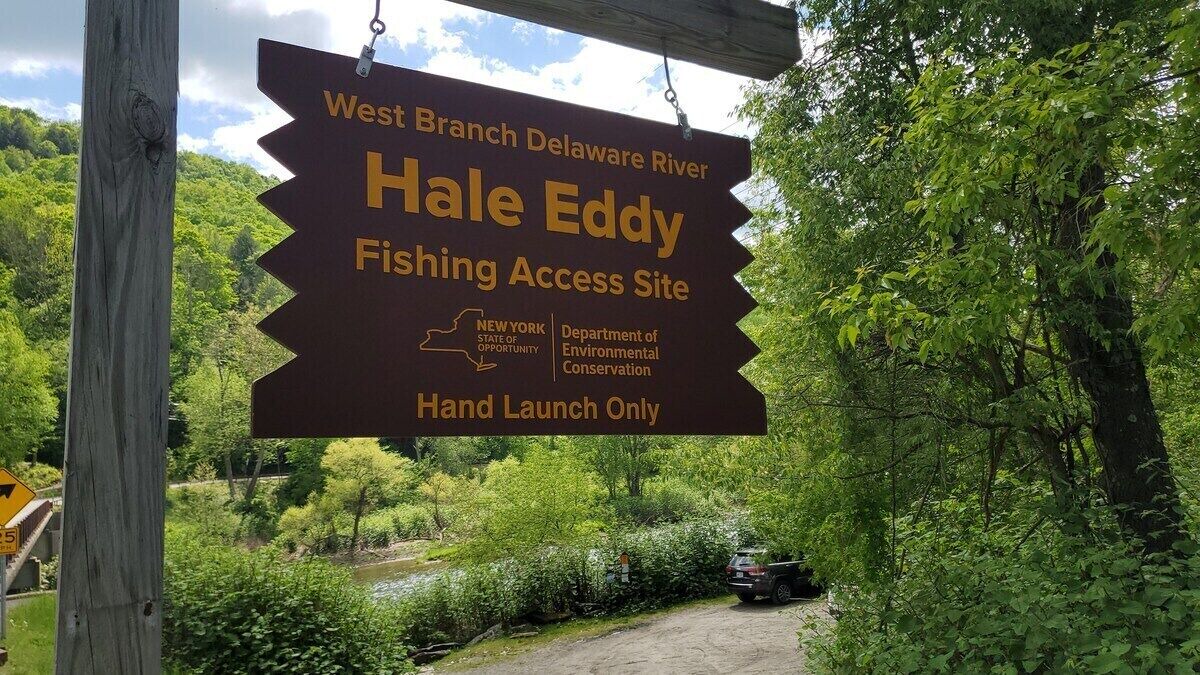 West Branch Delaware River
Hale Eddy
Fishing Access Site
NEW YORK
STATE OF
OPPORTUNITY
Department of
Environmental
Conservation
Hand Launch Only
25